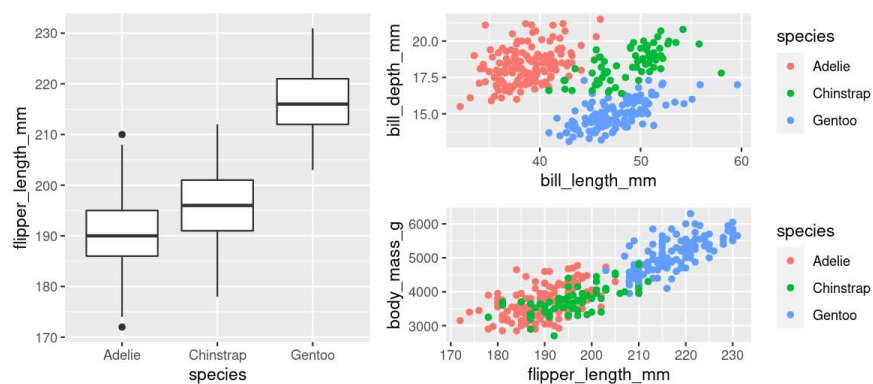 flipper_length_mm
230
220
210
200
190
180
170
Adelie
Chinstrap
Gentoo
species
bill_depth_mm
20.0
17.5
15.0
40
50
60
bill_length_mm
species
Adelie
Chinstrap
Gentoo
body_mass_g
6000
5000
4000
3000
170
180
190
200
210
220
230
flipper_length_mm
species
Adelie
Chinstrap
Gentoo